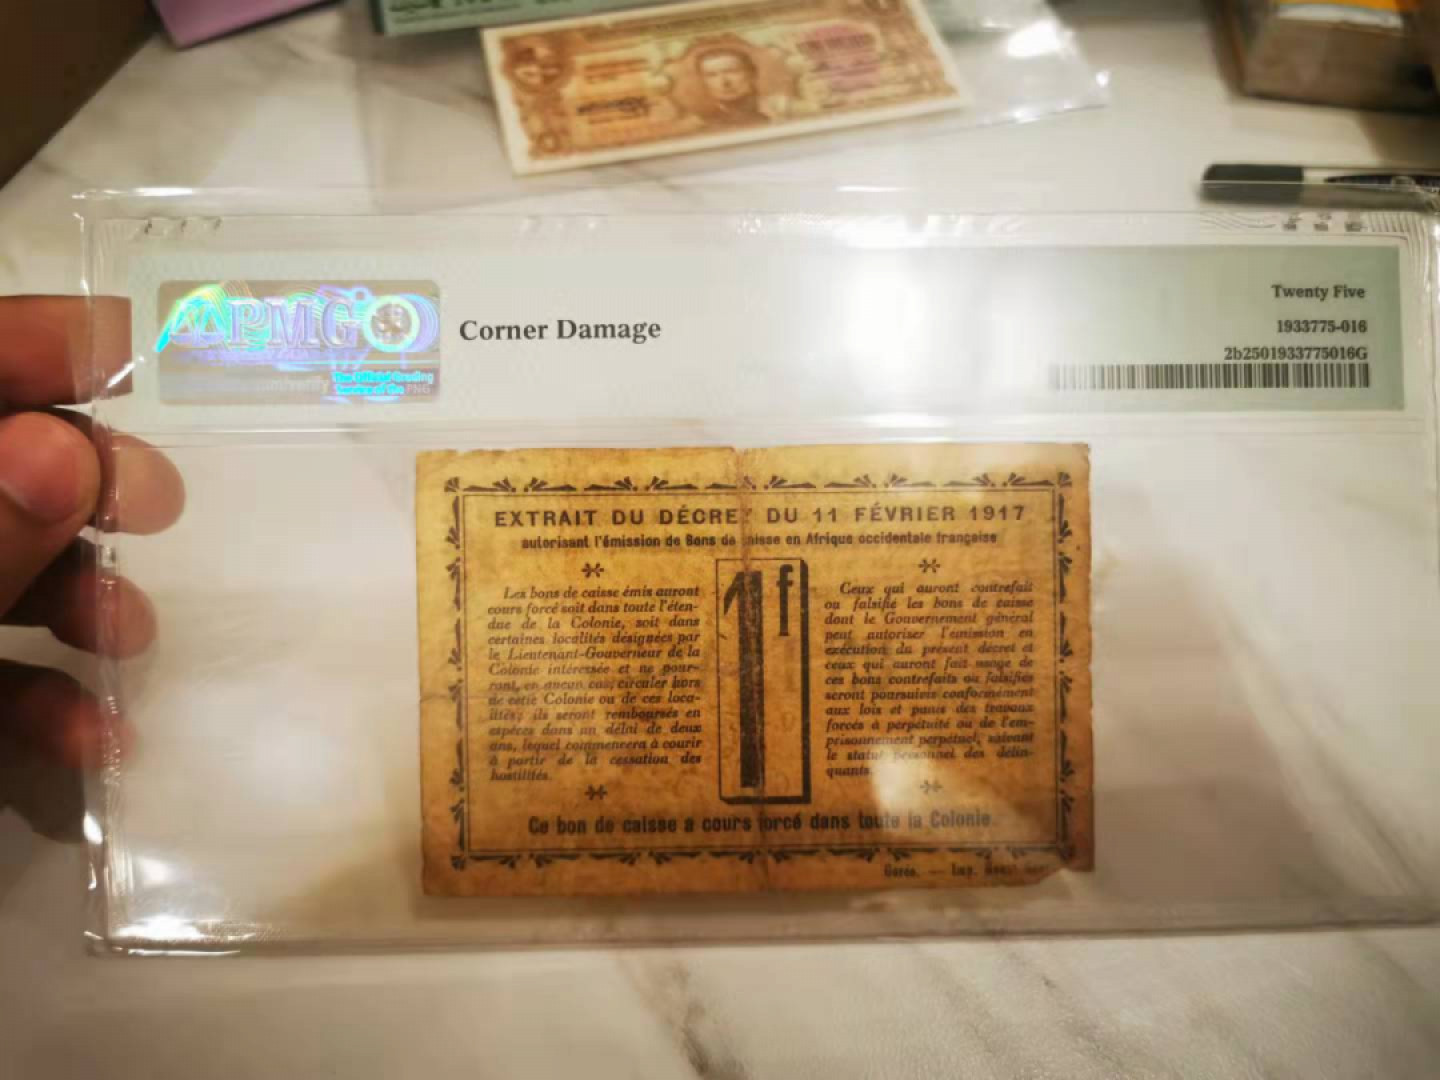 PMG
The Official Grading
Service of the PNG
Corner Damage
Twenty Five
1933775-016
2b2501933775016G
EXTRAIT DU DÉCRET DU 11 FÉVRIER 1917
autorisant l'émission de Bons de caisse en Afrique occidentale française
Les bons de caisse émis auront
cours forcé soit dans toute l'éten-
due de la Colonie, soit dans
certaines localités désignées par
le Lieutenant-Gouverneur de la
Colonie intéressée et ne pour-
ront, en aucun cas, circuler hors
de cette Colonie ou de ces loca-
lités; ils seront remboursés en
espèces dans un délai de deux
ans, lequel commencera à courir
à partir de la cessation des
hostilités.
1f
Ceux qui auront contrefait
ou falsifié les bons de caisse
dont le Gouvernement général
peut autoriser l'émission en
exécution du présent décret et
ceux qui auront fait usage de
ces bons contrefaits ou falsifiés
seront poursuivis conformément
aux lois et punis des travaux
forcés à perpétuité ou de l'em-
prisonnement perpétuel, suivant
le statut personnel des délin-
quants.
Ce bon de caisse a cours forcé dans toute la Colonie.
Gorée. — Imp.